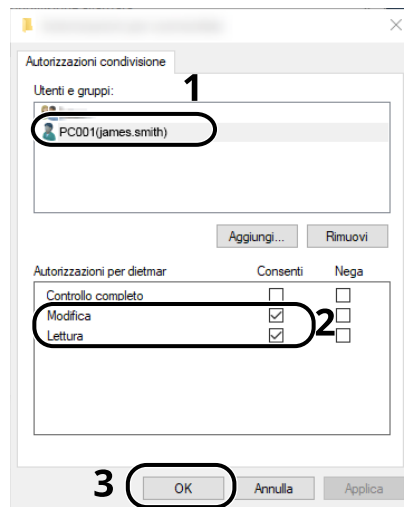 Autorizzazioni condivisione
1
Utenti e gruppi:
PC001(james.smith)
Aggiungi...
Rimuovi
Autorizzazioni per dietmar
Consenti
Nega
Controllo completo
Modifica
2
Lettura
3
OK
Annulla
Applica